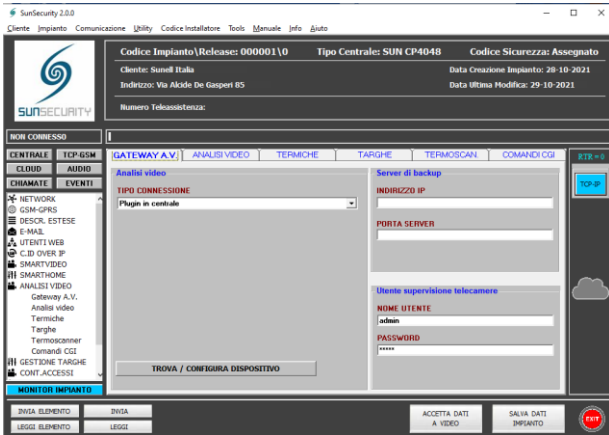 SunSecurity 2.0.0
Cliente Impianto Comunicazione Utility Codice Installatore Tools Manuale Info Aiuto
SUNSECURITY
Codice Impianto\Release: 000001\0 Tipo Centrale: SUN CP4048 Codice Sicurezza: Assegnato
Cliente: Sunell Italia Data Creazione Impianto: 28-10-2021
Indirizzo: Via Alcide De Gasperi 85 Data Ultima Modifica: 29-10-2021
Numero Teleassistenza:
NON CONNESSO
CENTRALE TCP-GSM
CLOUD AUDIO
CHIAMATE EVENTI
NETWORK
GSM-GPRS
DESCR. ESTESE
E-MAIL
UTENTI WEB
C.ID OVER IP
SMARTVIDEO
SMARTHOME
ANALISI VIDEO
Gateway A.V.
Analisi video
Termiche
Targhe
Termoscanner
Comandi CGI
GESTIONE TARGHE
CONT.ACCESSI
MONITOR IMPIANTO
GATEWAY A.V. ANALISI VIDEO TERMICHE TARGHE TERMOSCAN. COMANDI CGI
Analisi video
TIPO CONNESSIONE
Plugin in centrale
TROVA / CONFIGURA DISPOSITIVO
Server di backup
INDIRIZZO IP
PORTA SERVER
Utente supervisione telecamere
NOME UTENTE
admin
PASSWORD
*****
RTR = 0
TCP-IP
INVIA ELEMENTO INVIA
LEGGI ELEMENTO LEGGI
ACCETTA DATI
A VIDEO
SALVA DATI
IMPIANTO
EXIT